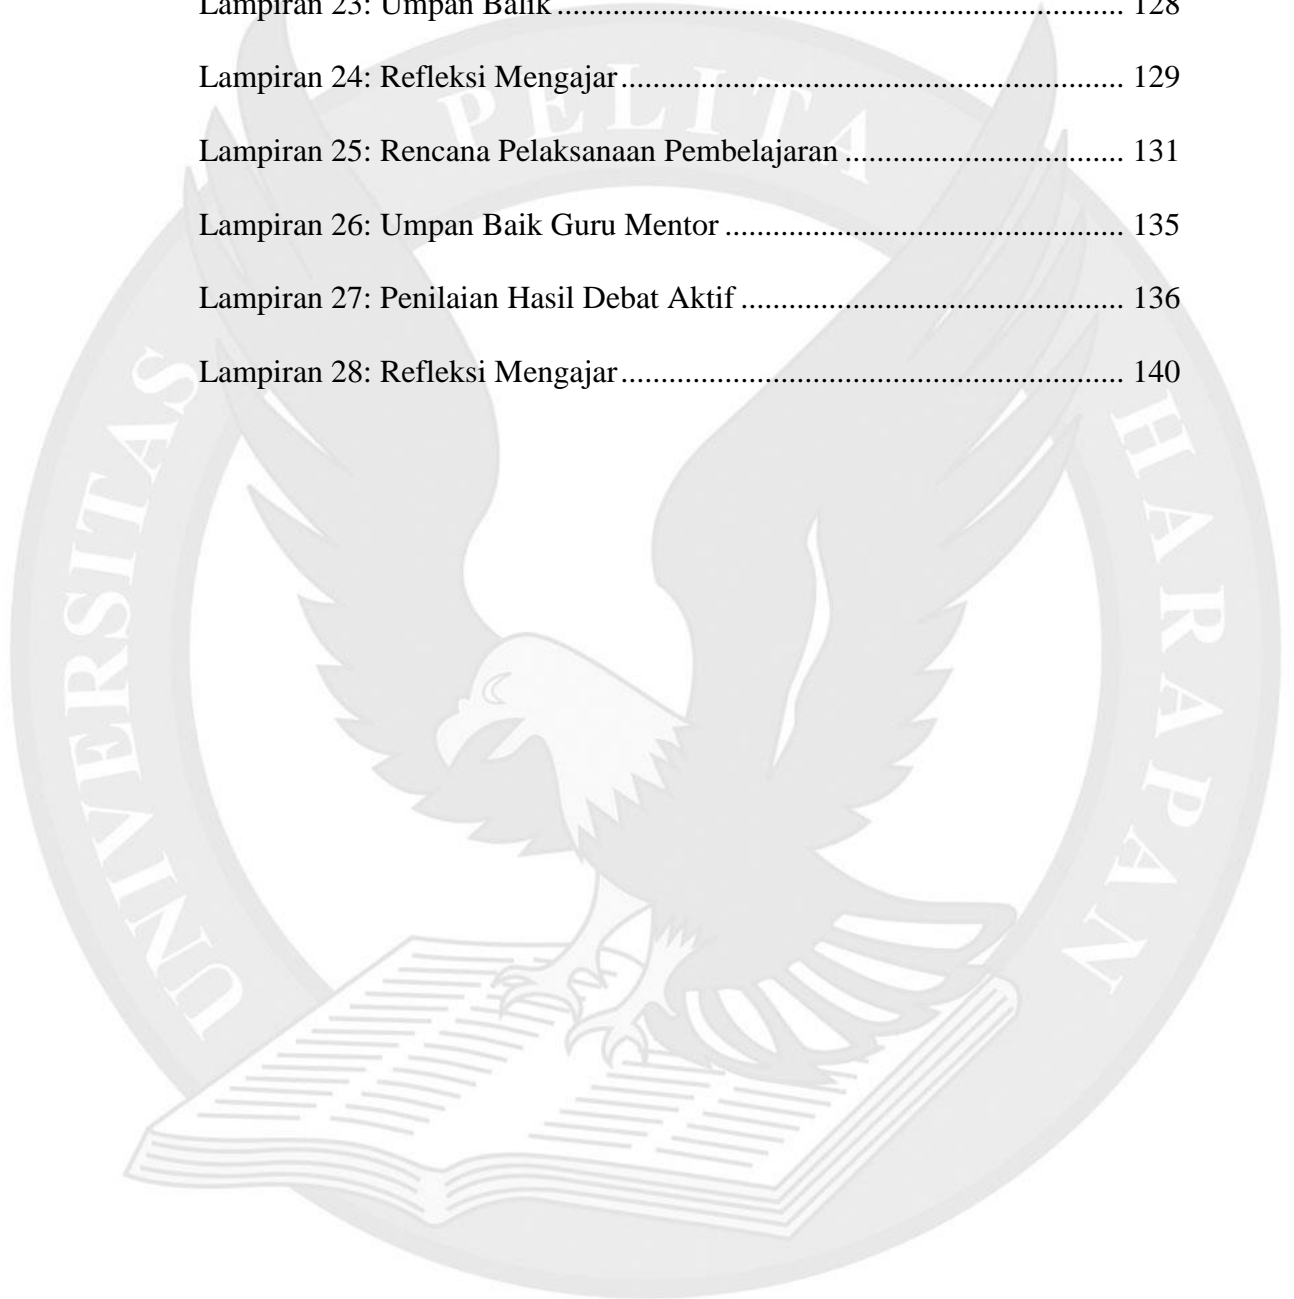 Lampiran 23: Umpan Balik ........................................................................ 128
Lampiran 24: Refleksi Mengajar ................................................................ 129
Lampiran 25: Rencana Pelaksanaan Pembelajaran ................................... 131
Lampiran 26: Umpan Baik Guru Mentor .................................................. 135
Lampiran 27: Penilaian Hasil Debat Aktif ................................................ 136
Lampiran 28: Refleksi Mengajar ............................................................... 140
UNIVERSITAS PELITA HARAPAN